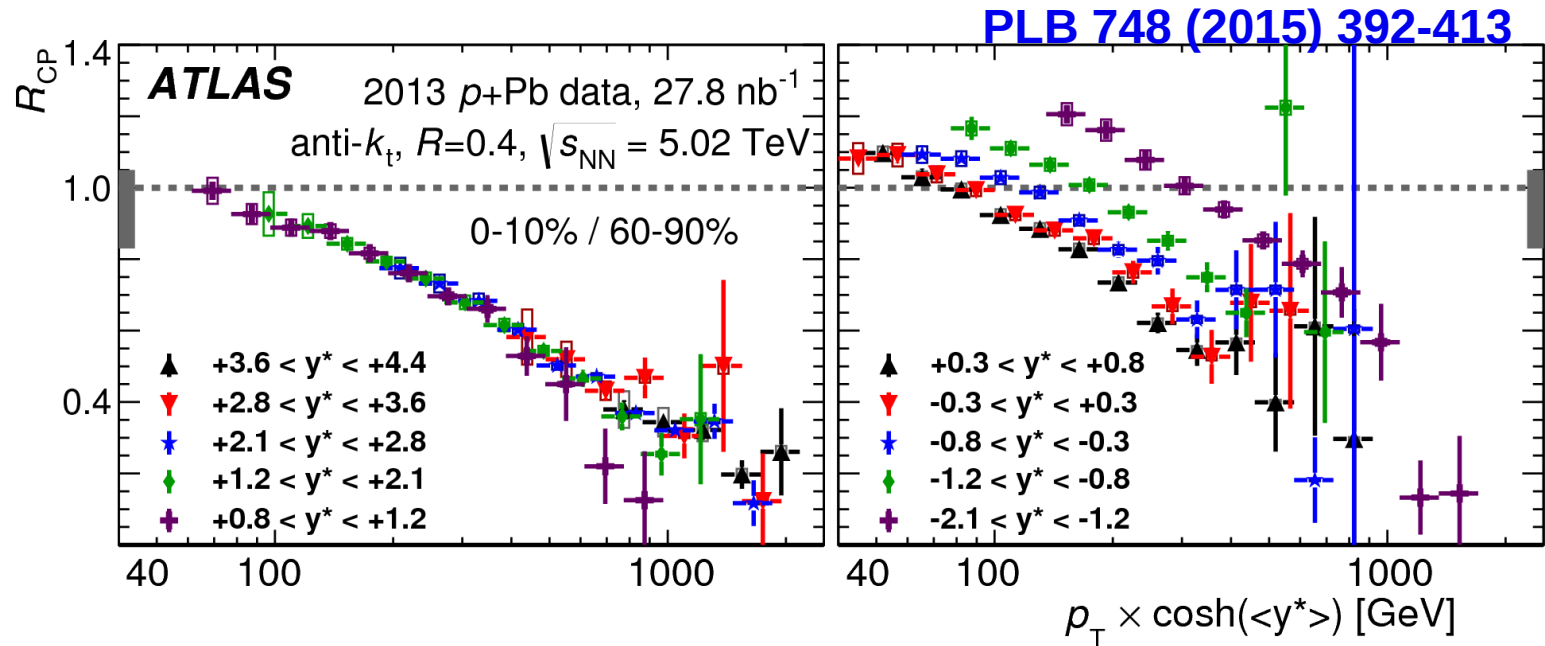 PLB 748 (2015) 392-413
R_CP
1.4
1.0
0.4
ATLAS
2013 p+Pb data, 27.8 nb⁻¹
anti-k_t, R=0.4, √s_NN = 5.02 TeV
0-10% / 60-90%
+3.6 < y* < +4.4
+2.8 < y* < +3.6
+2.1 < y* < +2.8
+1.2 < y* < +2.1
+0.8 < y* < +1.2
+0.3 < y* < +0.8
-0.3 < y* < +0.3
-0.8 < y* < -0.3
-1.2 < y* < -0.8
-2.1 < y* < -1.2
40 100 1000
40 100 1000
p_T × cosh(<y*>) [GeV]